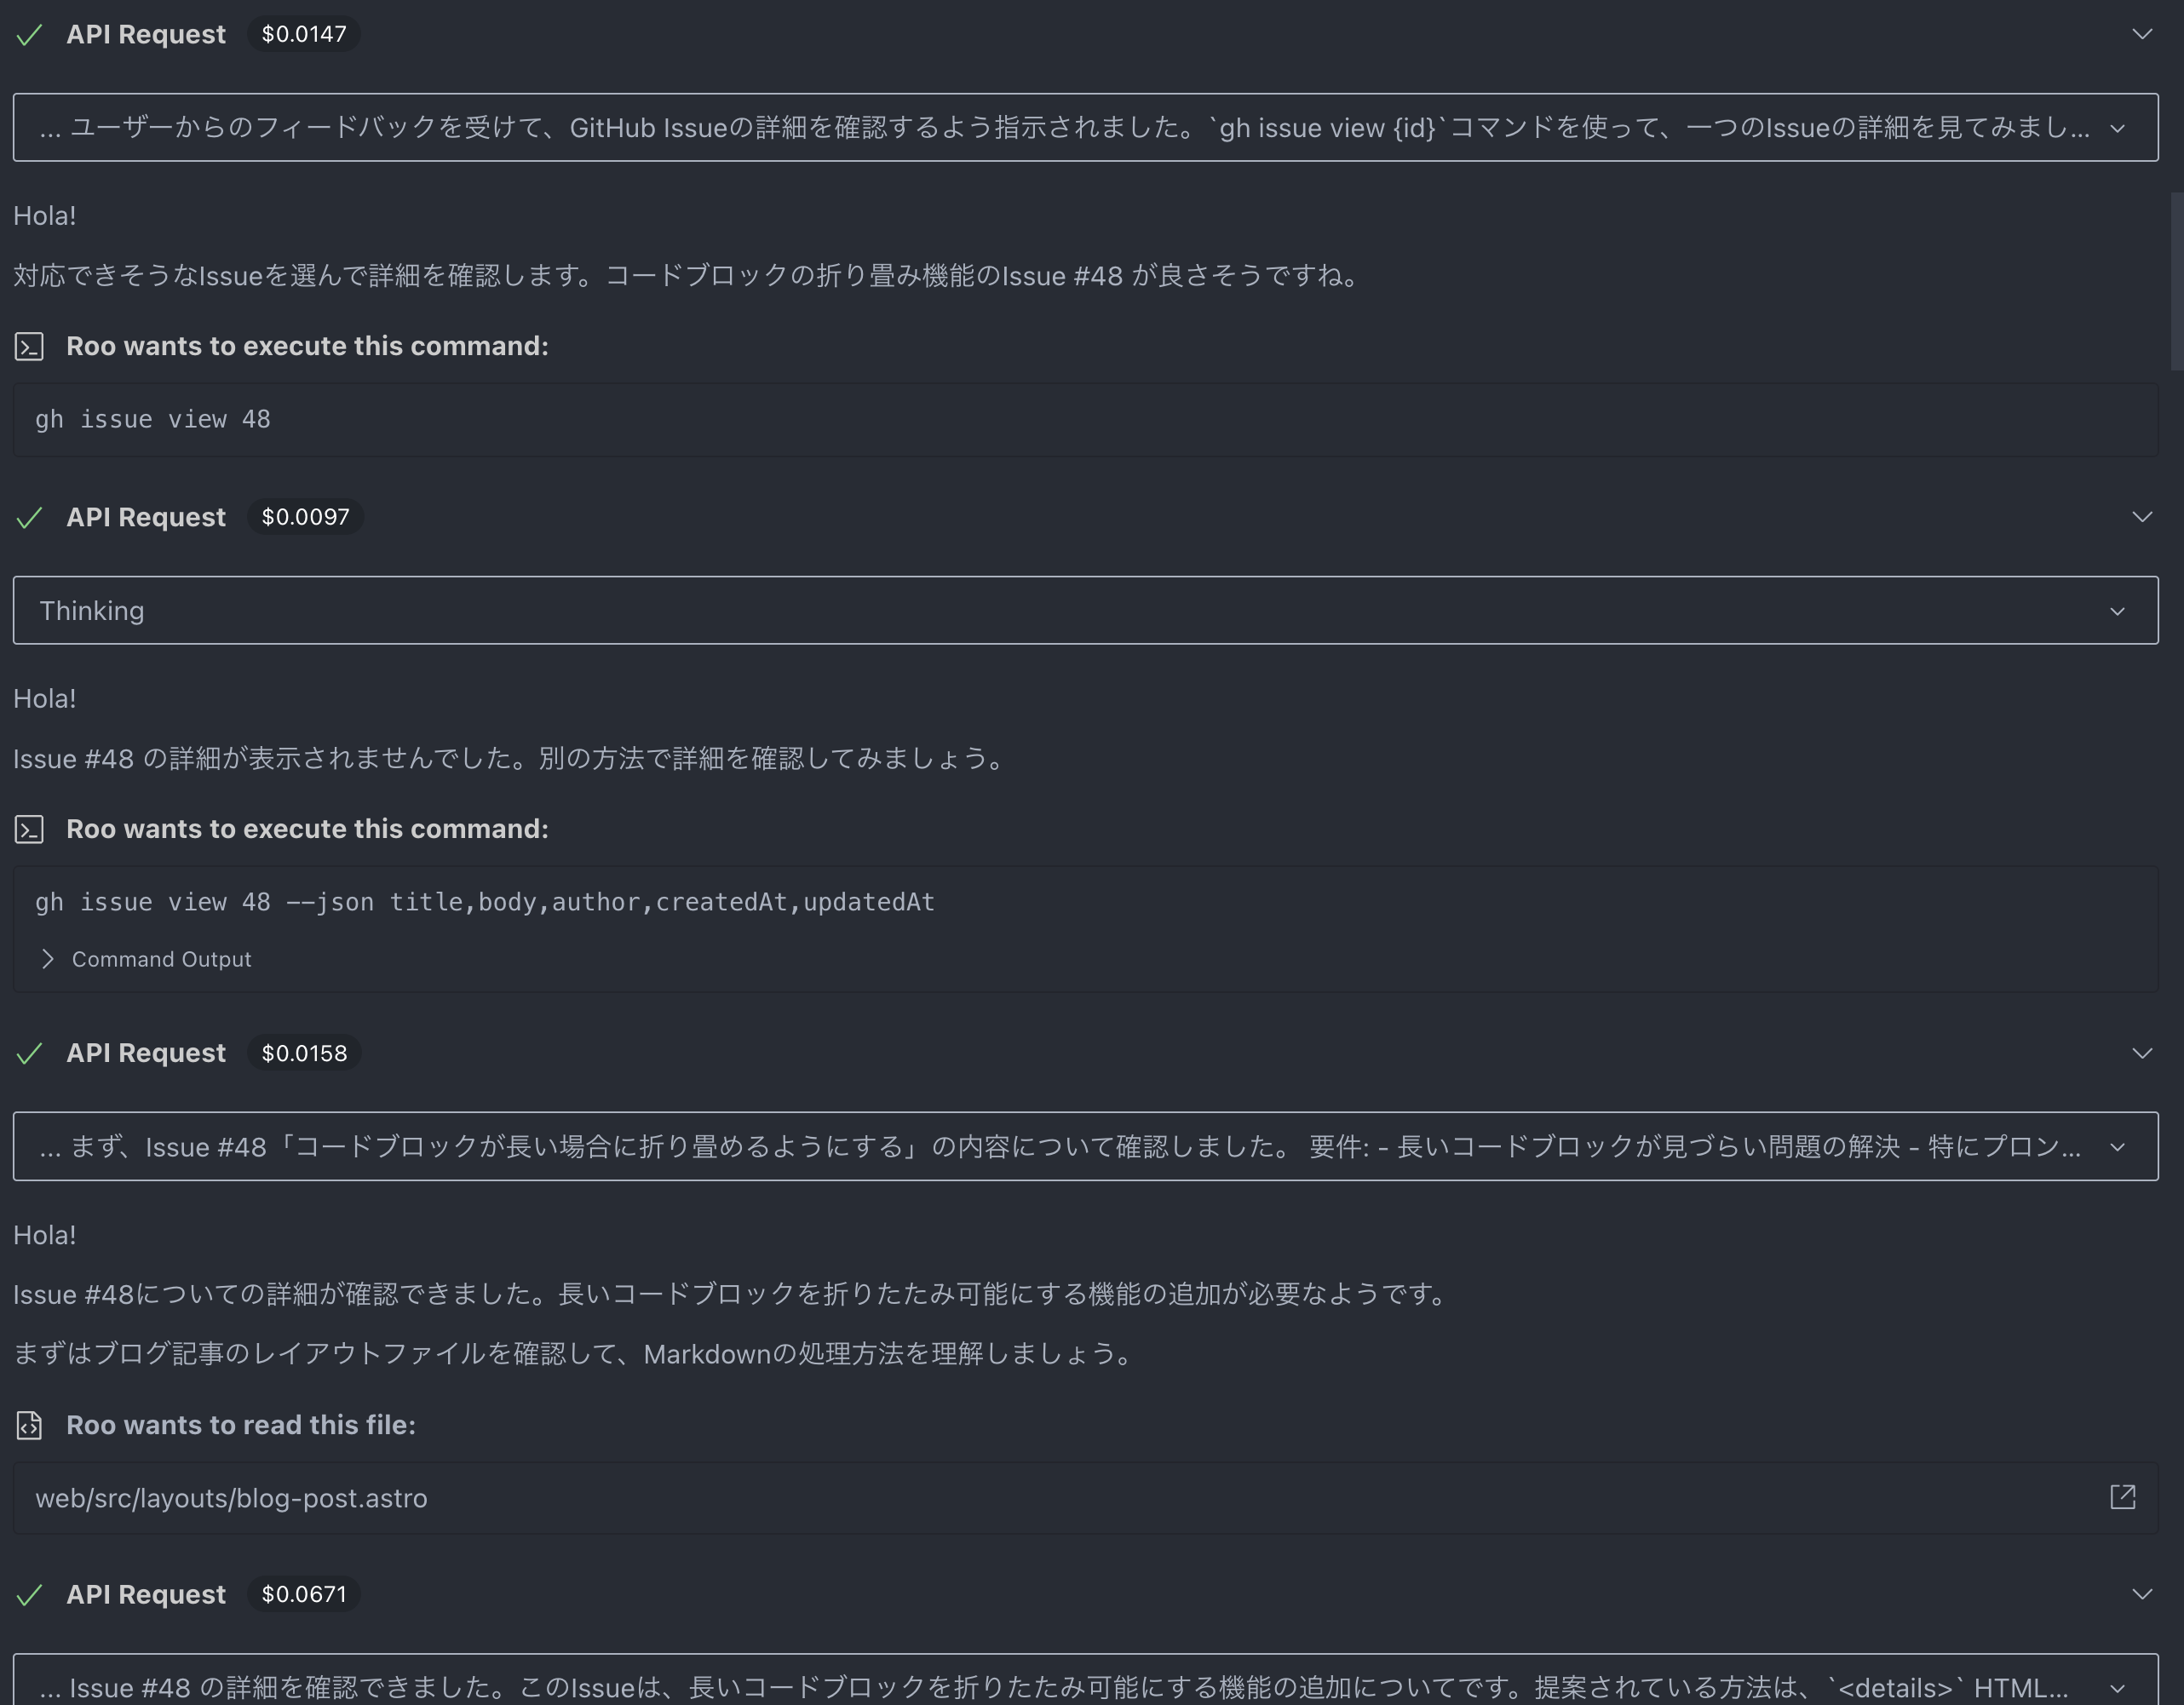 API Request $0.0147
... ユーザーからのフィードバックを受けて、GitHub Issueの詳細を確認するよう指示されました。`gh issue view {id}`コマンドを使って、一つのIssueの詳細を見てみまし...
Hola!
対応できそうなIssueを選んで詳細を確認します。コードブロックの折り畳み機能のIssue #48 が良さそうですね。
Roo wants to execute this command:
gh issue view 48
API Request $0.0097
Thinking
Hola!
Issue #48 の詳細が表示されませんでした。別の方法で詳細を確認してみましょう。
Roo wants to execute this command:
gh issue view 48 --json title,body,author,createdAt,updatedAt
Command Output
API Request $0.0158
... まず、Issue #48「コードブロックが長い場合に折り畳めるようにする」の内容について確認しました。 要件: - 長いコードブロックが見づらい問題の解決 - 特にプロン...
Hola!
Issue #48についての詳細が確認できました。長いコードブロックを折りたたみ可能にする機能の追加が必要なようです。
まずはブログ記事のレイアウトファイルを確認して、Markdownの処理方法を理解しましょう。
Roo wants to read this file:
web/src/layouts/blog-post.astro
API Request $0.0671
... Issue #48 の詳細を確認できました。このIssueは、長いコードブロックを折りたたみ可能にする機能の追加についてです。提案されている方法は、`<details>` HTML...